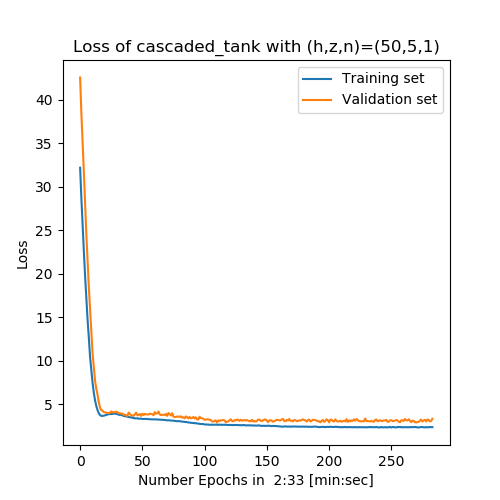 Loss of cascaded_tank with (h,z,n)=(50,5,1)
Training set
Validation set
40
35
30
25
20
15
10
5
Loss
0 50 100 150 200 250
Number Epochs in  2:33 [min:sec]